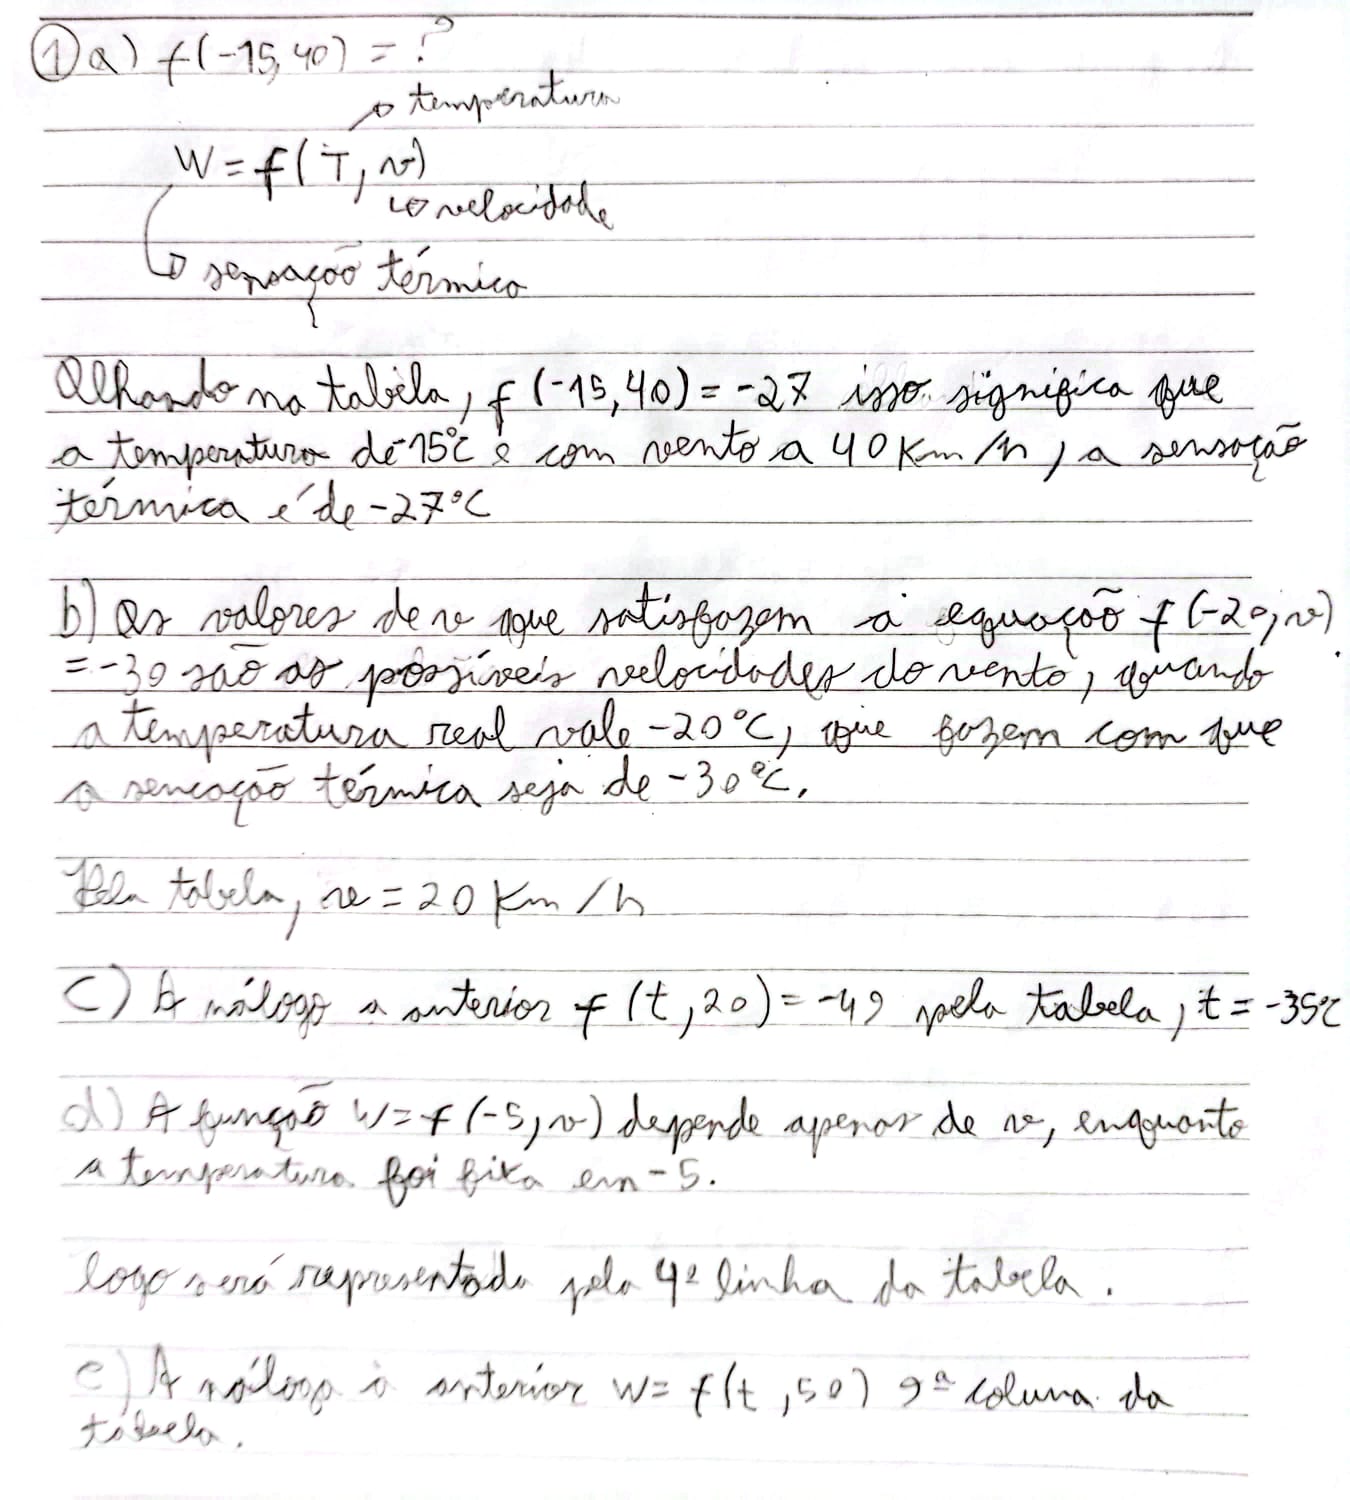 1 a) f(-15,40) = ?
temperatura
W = f(T, v)
velocidade
sensação térmica
Olhando na tabela, f(-15,40) = -27 isso significa que
a temperatura de -15°C e com vento a 40 Km/h, a sensação
térmica é de -27°C
b) Os valores de v que satisfazem a equação f(-20,v)
= -30 são as possíveis velocidades do vento, quando
a temperatura real vale -20°C, que fazem com que
a sencação térmica seja de -30°C.
Pela tabela, v = 20 Km/h
C) Análogo a anterior f(t,20) = -49 pela tabela, t = -35°C
d) A função W = f(-5,v) depende apenas de v, enquanto
a temperatura foi fixa em -5.
logo será representada pela 4ª linha da tabela.
e) Análogo à anterior W = f(t,50) 9ª coluna da
tabela.